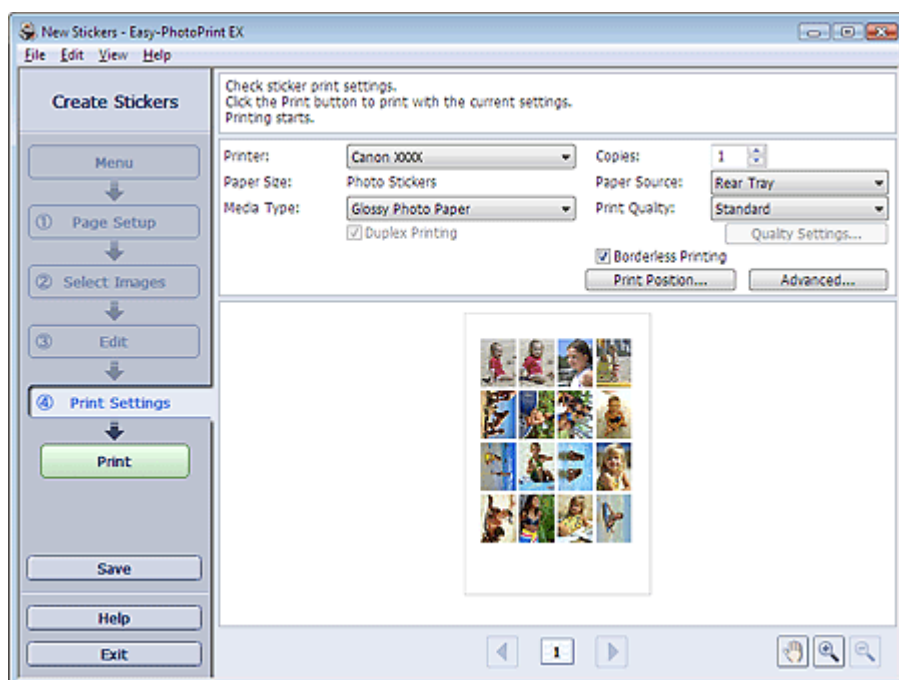 New Stickers - Easy-PhotoPrint EX
File Edit View Help
Create Stickers
Menu
① Page Setup
② Select Images
③ Edit
④ Print Settings
Print
Save
Help
Exit
Check sticker print settings.
Click the Print button to print with the current settings.
Printing starts.
Printer: Canon XXXX
Copies: 1
Paper Size: Photo Stickers
Paper Source: Rear Tray
Media Type: Glossy Photo Paper
Print Quality: Standard
Duplex Printing
Quality Settings...
Borderless Printing
Print Position... Advanced...
1